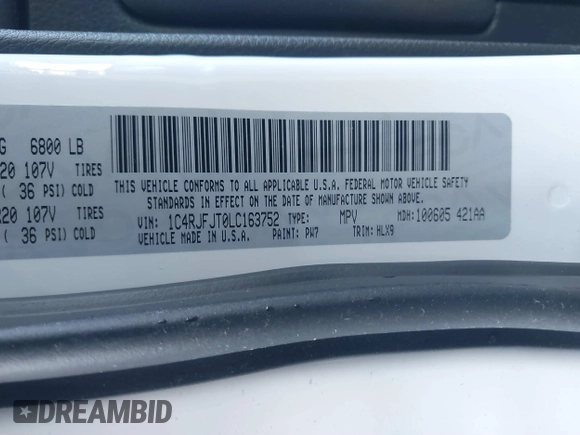 G 6800 LB
20 107V TIRES
( 36 PSI) COLD
R20 107V TIRES
( 36 PSI) COLD
THIS VEHICLE CONFORMS TO ALL APPLICABLE U.S.A. FEDERAL MOTOR VEHICLE SAFETY
STANDARDS IN EFFECT ON THE DATE OF MANUFACTURE SHOWN ABOVE.
VIN: 1C4RJFJT0LC163752 TYPE: MPV MDH: 100605 421AA
VEHICLE MADE IN U.S.A. PAINT: PW7 TRIM: HLX9
DREAMBID